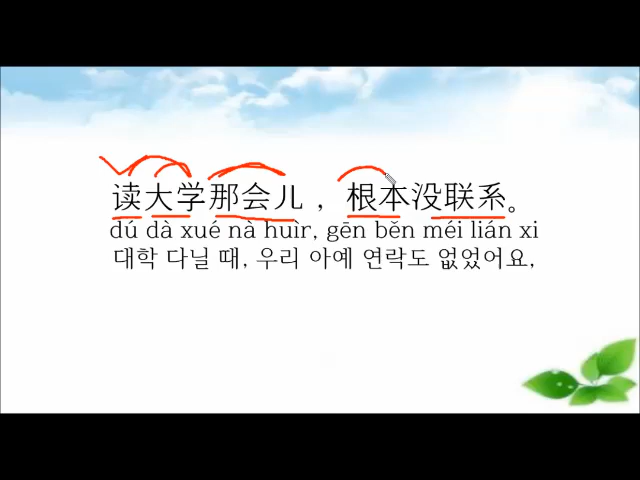 读大学那会儿，根本没联系。
dú dà xué nà huìr, gēn běn méi lián xi
대학 다닐 때, 우리 아예 연락도 없었어요,